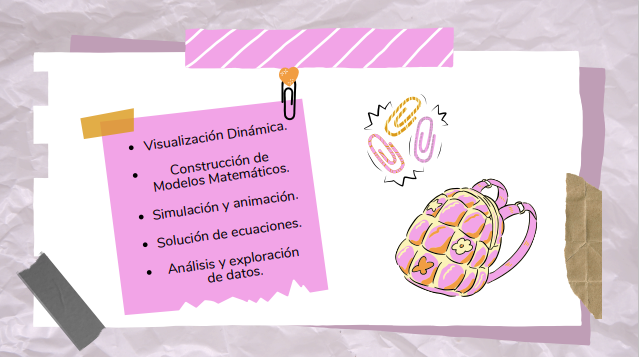 • Visualización Dinámica.
• Construcción de
Modelos Matemáticos.
• Simulación y animación.
• Solución de ecuaciones.
• Análisis y exploración
de datos.